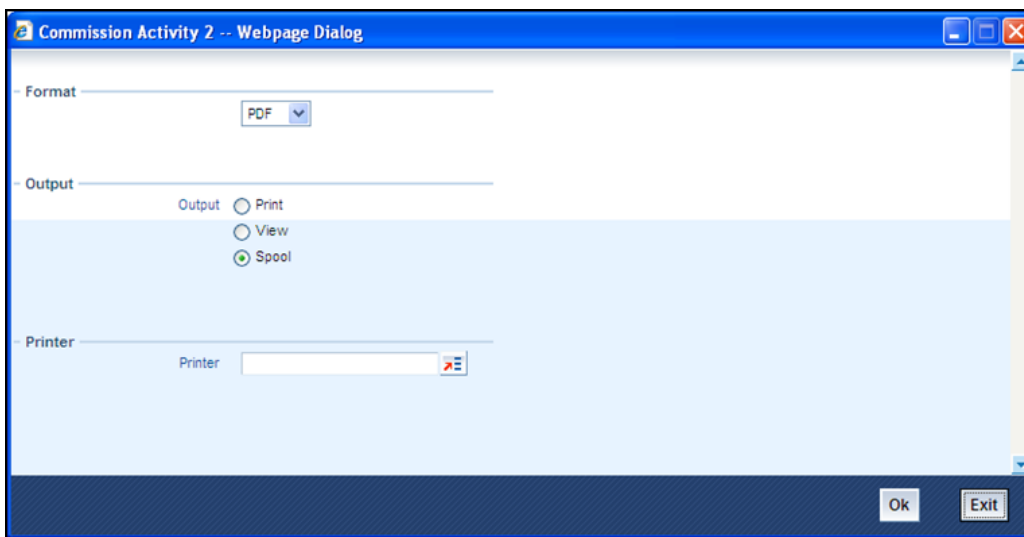 Commission Activity 2 -- Webpage Dialog
Format
PDF
Output
Output Print
View
Spool
Printer
Printer
Ok Exit